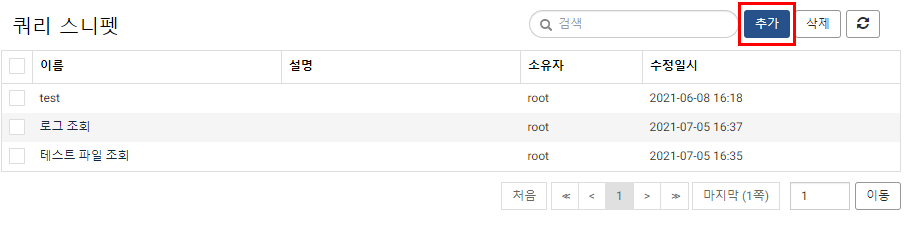 쿼리 스니펫
검색
추가 삭제
이름 설명 소유자 수정일시
test root 2021-06-08 16:18
로그 조회 root 2021-07-05 16:37
테스트 파일 조회 root 2021-07-05 16:35
처음 ≪ < 1 > ≫ 마지막 (1쪽) 1 이동